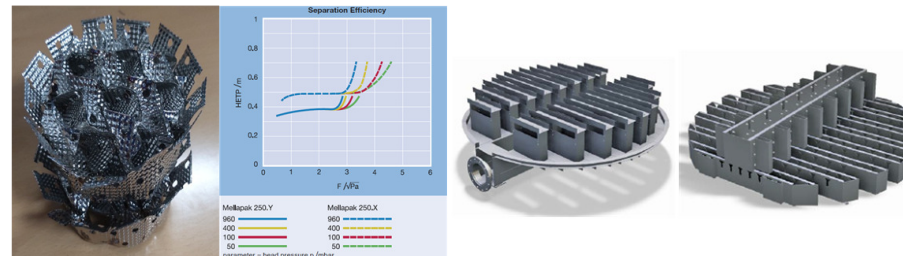 Separation Efficiency
HETP /m
1
0.8
0.6
0.4
0.2
0
0 1 2 3 4 5 6
F /√Pa
Mellapak 250.Y Mellapak 250.X
960 960
400 400
100 100
50 50
parameter = head pressure p /mbar